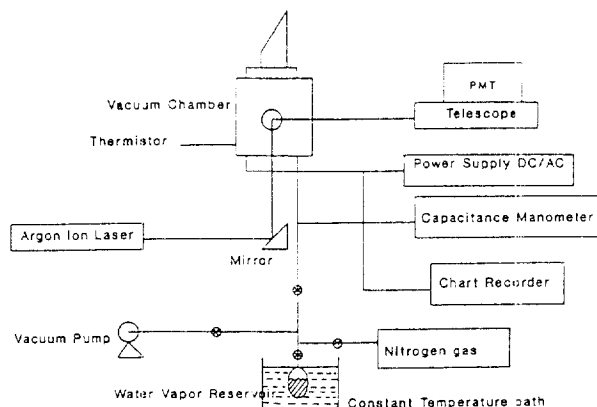 PMT
Vacuum Chamber
Telescope
Thermistor
Power Supply DC/AC
Capacitance Manometer
Argon Ion Laser
Mirror
Chart Recorder
Vacuum Pump
Nitrogen gas
Water Vapor Reservoir
Constant Temperature bath